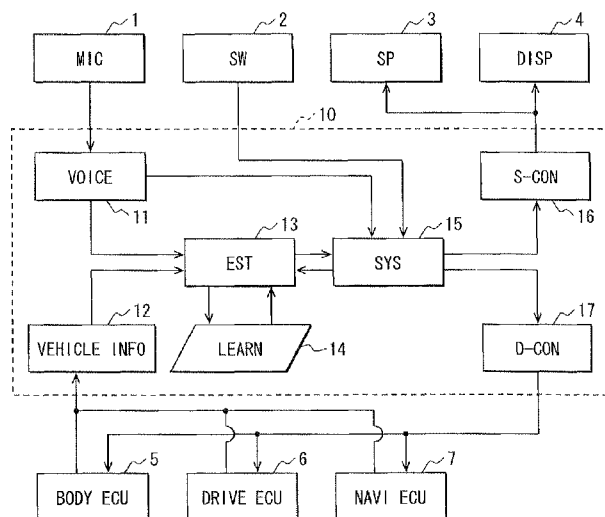 1 2 3 4
MIC SW SP DISP
10
VOICE S-CON
11 13 15 16
EST SYS
12 17
VEHICLE INFO LEARN 14 D-CON
5 6 7
BODY ECU DRIVE ECU NAVI ECU